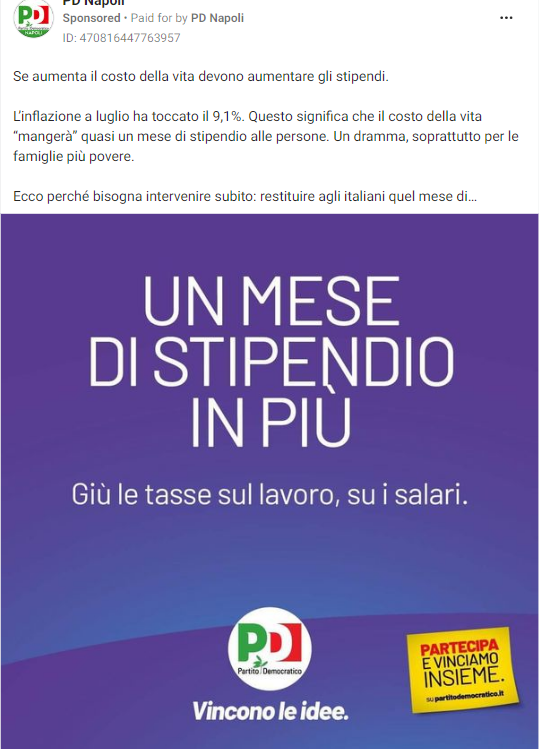 PD Napoli
Sponsored • Paid for by PD Napoli
ID: 470816447763957
Se aumenta il costo della vita devono aumentare gli stipendi.
L'inflazione a luglio ha toccato il 9,1%. Questo significa che il costo della vita
“mangerà” quasi un mese di stipendio alle persone. Un dramma, soprattutto per le
famiglie più povere.
Ecco perché bisogna intervenire subito: restituire agli italiani quel mese di...
UN MESE
DI STIPENDIO
IN PIÙ
Giù le tasse sul lavoro, su i salari.
PD
Partito Democratico
Vincono le idee.
PARTECIPA
E VINCIAMO
INSIEME.
su partitodemocratico.it